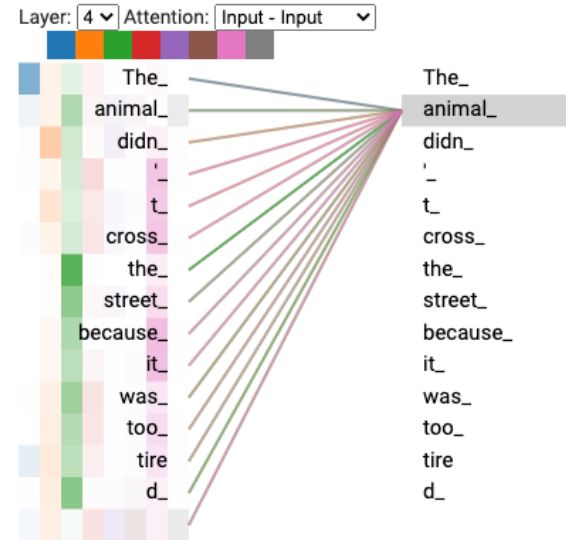 Layer: 4 Attention: Input - Input
The_ The_
animal_ animal_
didn_ didn_
'_ '_
t_ t_
cross_ cross_
the_ the_
street_ street_
because_ because_
it_ it_
was_ was_
too_ too_
tire tire
d_ d_